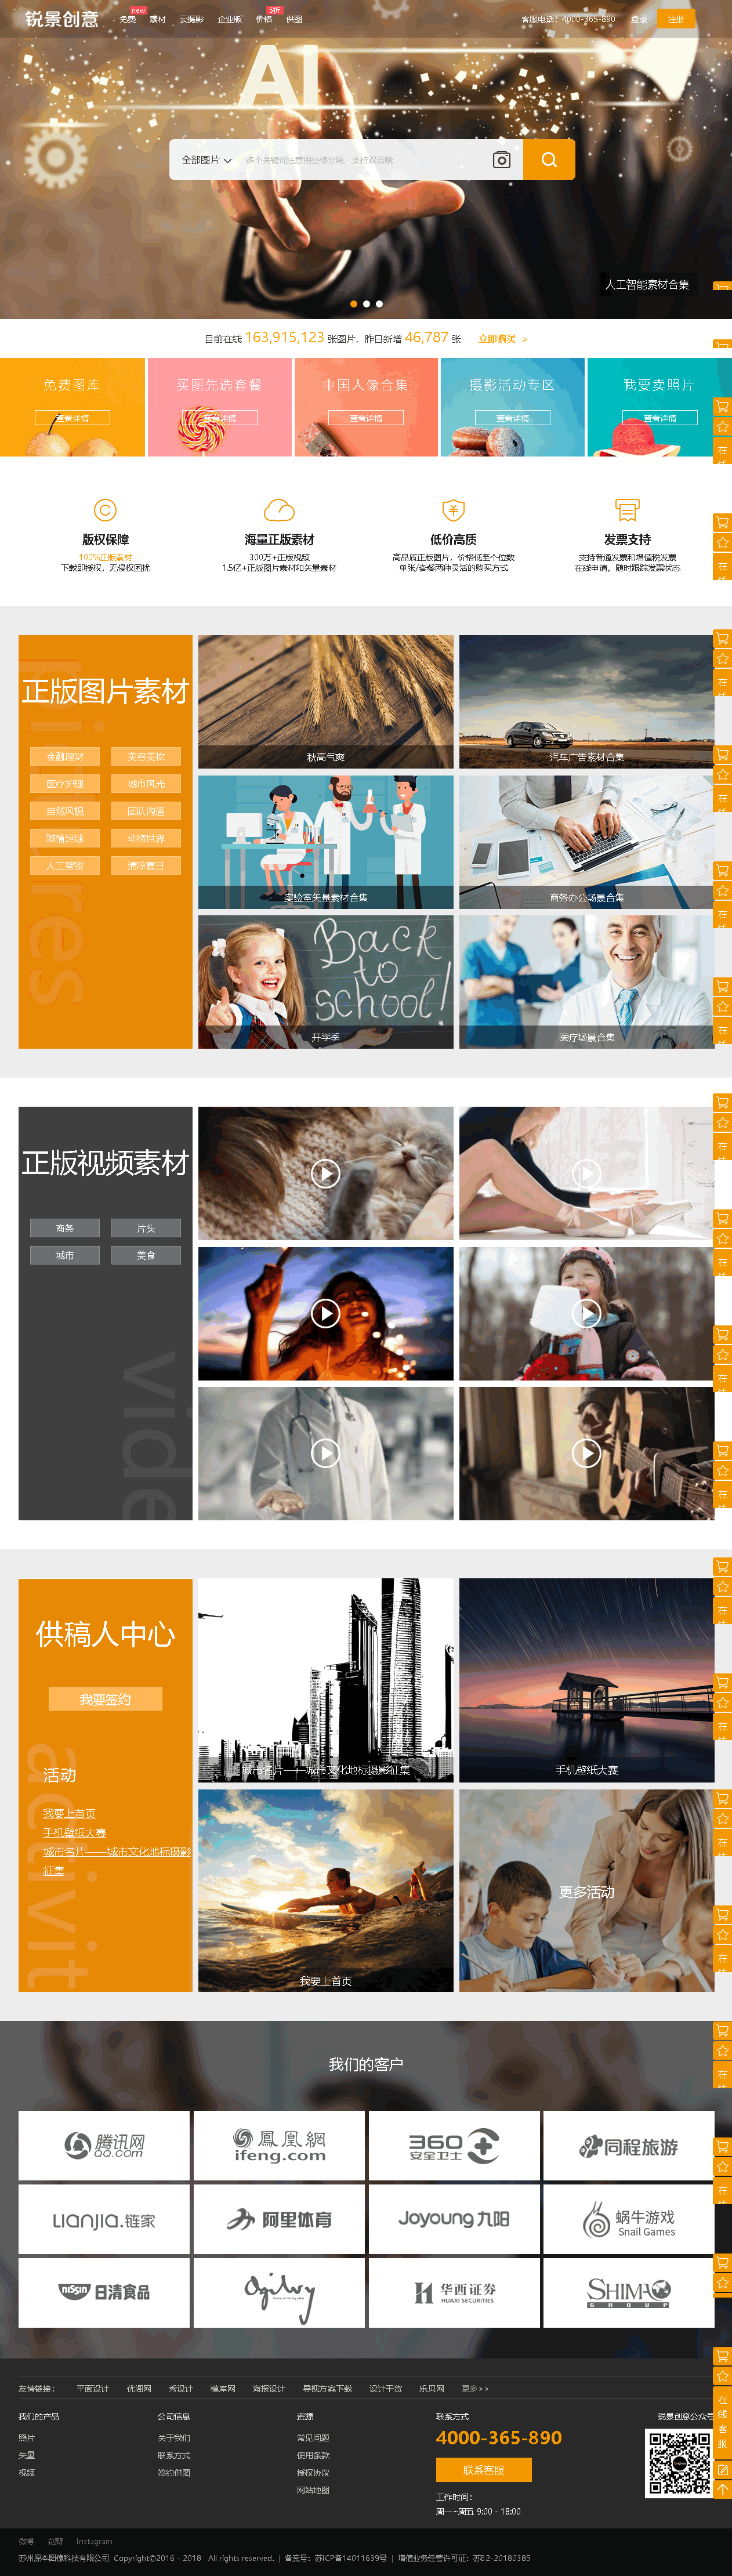 锐景创意
免费 new 素材 云摄影 企业版 价格 5折 供图
客服电话：4000-365-890 登录 注册
AI
全部图片 多个关键词注意用空格分隔，支持双语哦
人工智能素材合集
目前在线 163,915,123 张图片，昨日新增 46,787 张 立即购买 >
免费图库 买图先选套餐 中国人像合集 摄影活动专区 我要卖照片
查看详情 查看详情 查看详情 查看详情 查看详情
版权保障 海量正版素材 低价高质 发票支持
100%正版素材 300万+正版视频 高品质正版图片，价格低至个位数 支持普通发票和增值税发票
下载即授权，无侵权困扰 1.5亿+正版图片素材和矢量素材 单张/套餐两种灵活的购买方式 在线申请，随时跟踪发票状态
正版图片素材
金融理财 美容美妆
医疗护理 城市风光
自然风貌 团队沟通
激情足球 动物世界
人工智能 清凉夏日
秋高气爽 汽车广告素材合集
实验室矢量素材合集 商务办公场景合集
Back to school!
开学季 医疗场景合集
正版视频素材
商务 片头
城市 美食
vide
供稿人中心
我要签约
activit
活动
我要上首页
手机壁纸大赛
城市名片——城市文化地标摄影
征集
城市名片——城市文化地标摄影征集 手机壁纸大赛
我要上首页 更多活动
我们的客户
腾讯网 QQ.com 鳳凰網 ifeng.com 360安全卫士 同程旅游
LIANJIA.链家 阿里体育 Joyoung九阳 蜗牛游戏 Snail Games
NISSIN 日清食品 Ogilvy 华西证券 HUAXI SECURITIES SHIMAO GROUP
友情链接： 平面设计 优阁网 秀设计 模库网 海报设计 导视方案下载 设计干货 乐贝网 更多>>
我们的产品 公司信息 资源 联系方式 锐景创意公众号
照片 关于我们 常见问题 4000-365-890
矢量 联系方式 使用条款
视频 签约供图 授权协议 联系客服
网站地图
工作时间：
周一~周五 9:00 - 18:00
在线客服
微博 花瓣 Instagram
苏州原本图像科技有限公司 Copyright©2016 - 2018 All rights reserved. | 备案号：苏ICP备14011639号 | 增值业务经营许可证：苏B2-20180385